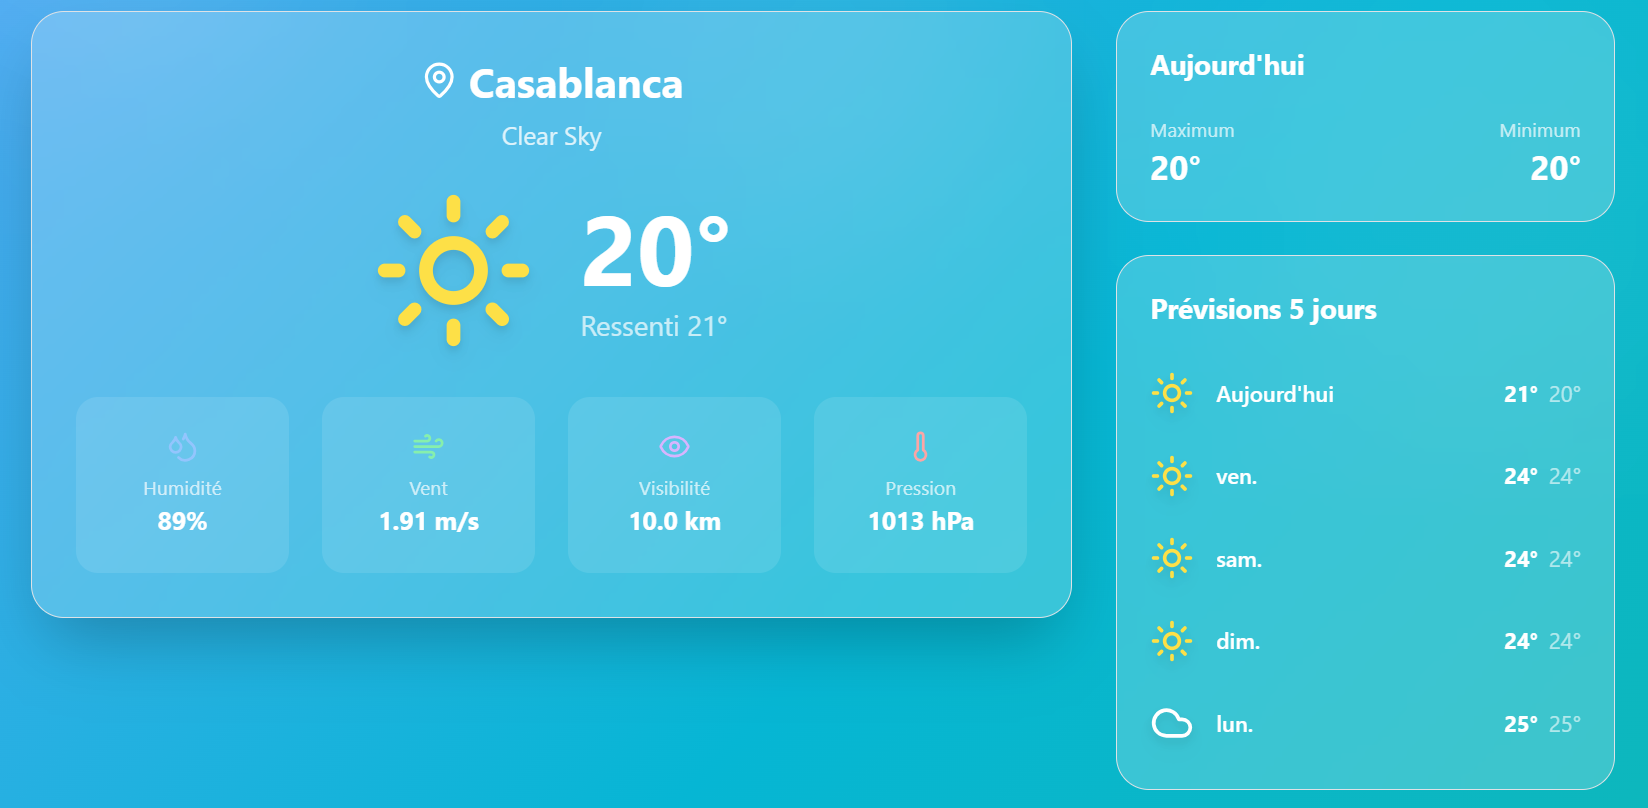 Casablanca
Clear Sky
20°
Ressenti 21°
Humidité
89%
Vent
1.91 m/s
Visibilité
10.0 km
Pression
1013 hPa
Aujourd'hui
Maximum Minimum
20° 20°
Prévisions 5 jours
Aujourd'hui 21° 20°
ven. 24° 24°
sam. 24° 24°
dim. 24° 24°
lun. 25° 25°